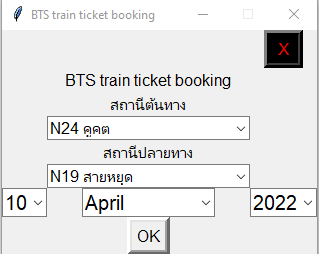 BTS train ticket booking
X
BTS train ticket booking
สถานีต้นทาง
N24 คูคต
สถานีปลายทาง
N19 สายหยุด
10 April 2022
OK